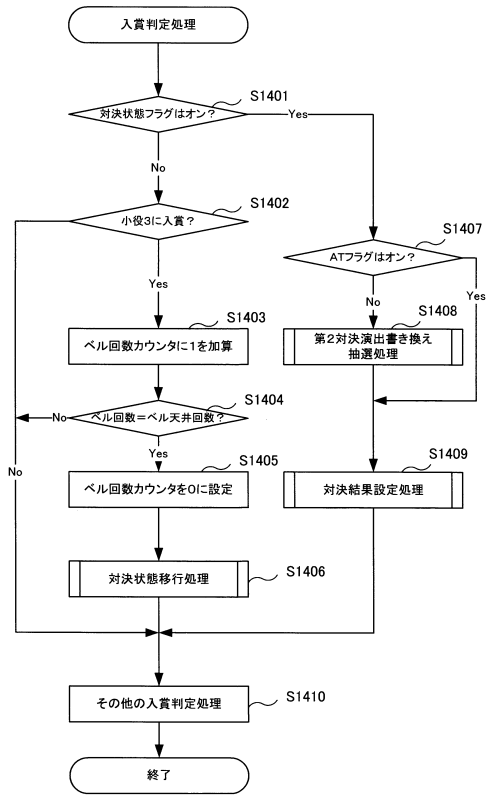 入賞判定処理
S1401
対決状態フラグはオン?
Yes
No
S1402
小役3に入賞?
S1407
ATフラグはオン?
Yes
Yes
No
S1403
S1408
ベル回数カウンタに1を加算
第2対決演出書き換え
抽選処理
S1404
ベル回数=ベル天井回数?
No
Yes
No
S1405
S1409
ベル回数カウンタを0に設定
対決結果設定処理
対決状態移行処理
S1406
その他の入賞判定処理
S1410
終了